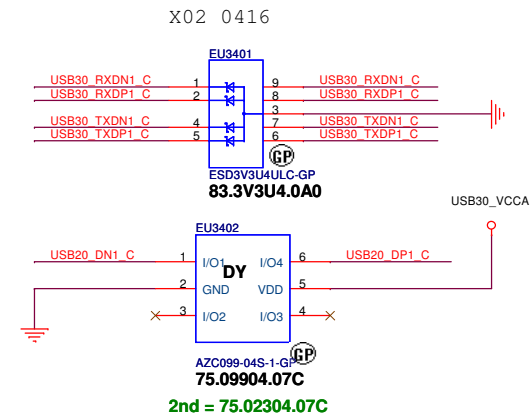 X02 0416
EU3401
USB30_RXDN1_C 1 9 USB30_RXDN1_C
USB30_RXDP1_C 2 8 USB30_RXDP1_C
3
USB30_TXDN1_C 4 7 USB30_TXDN1_C
USB30_TXDP1_C 5 6 USB30_TXDP1_C
GP
ESD3V3U4ULC-GP
83.3V3U4.0A0
USB30_VCCA
EU3402
USB20_DN1_C 1 I/O1 I/O4 6 USB20_DP1_C
DY
2 GND VDD 5
3 I/O2 I/O3 4
GP
AZC099-04S-1-GP
75.09904.07C
2nd = 75.02304.07C